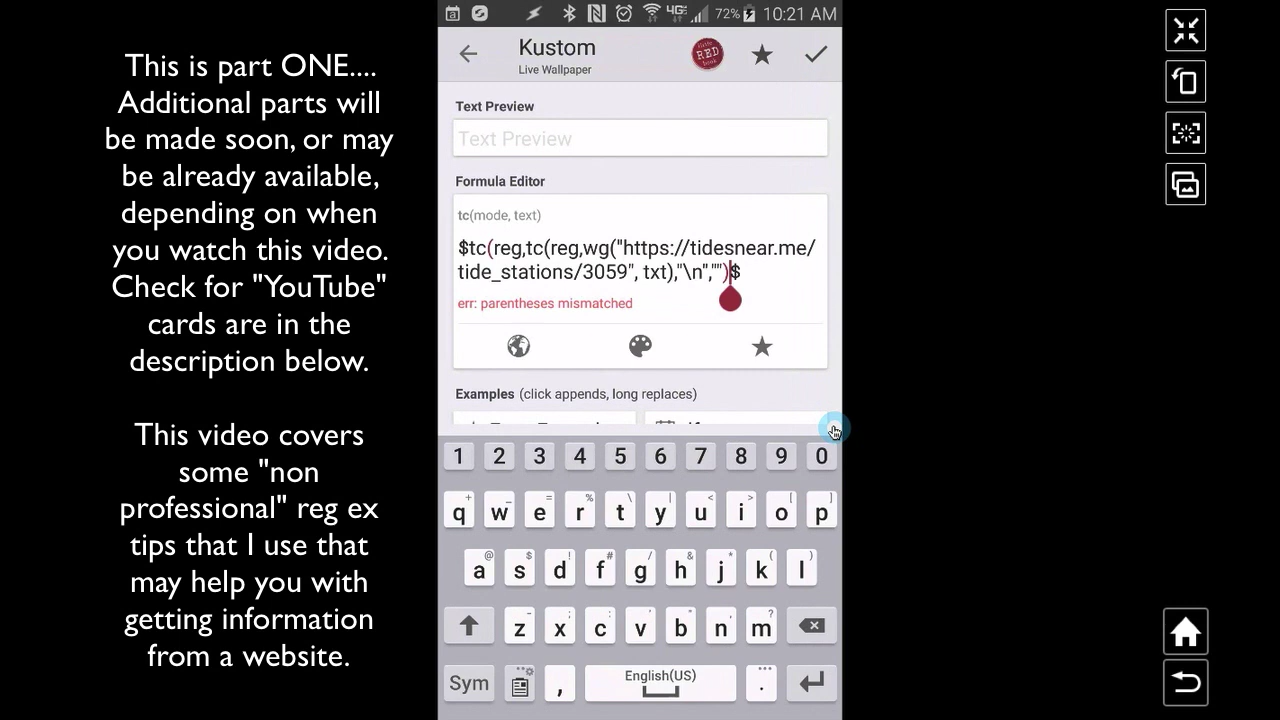 This is part ONE....
Additional parts will
be made soon, or may
be already available,
depending on when
you watch this video.
Check for "YouTube"
cards are in the
description below.
This video covers
some "non
professional" reg ex
tips that I use that
may help you with
getting information
from a website.
4G 72% 10:21 AM
Kustom
Live Wallpaper
RED
Text Preview
Text Preview
Formula Editor
tc(mode, text)
$tc(reg,tc(reg,wg("https://tidesnear.me/
tide_stations/3059", txt),"\n","")$
err: parentheses mismatched
Examples (click appends, long replaces)
1 2 3 4 5 6 7 8 9 0
+ _ = % \ | < > [ ]
q w e r t y u i o p
@ $ ! # / & * ( )
a s d f g h j k l
- ; : ' " ?
z x c v b n m
Sym , English(US) .